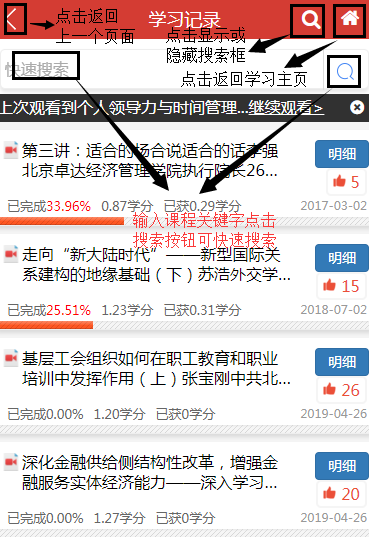 点击返回
上一个页面
学习记录
点击显示或
隐藏搜索框
点击返回学习主页
快速搜索
上次观看到个人领导力与时间管理...继续观看>
第三讲：适合的场合说适合的话李强
北京卓达经济管理学院执行院长26...
明细
5
已完成33.96% 0.87学分 已获0.29学分
2017-03-02
输入课程关键字点击
搜索按钮可快速搜索
走向“新大陆时代”——新型国际关
系建构的地缘基础（下）苏浩外交学...
明细
15
已完成25.51% 1.23学分 已获0.31学分
2018-07-02
基层工会组织如何在职工教育和职业
培训中发挥作用（上）张宝刚中共北...
明细
26
已完成0.00% 1.20学分 已获0学分
2019-04-26
深化金融供给侧结构性改革，增强金
融服务实体经济能力——深入学习...
明细
20
已完成0.00% 1.27学分 已获0学分
2019-04-26